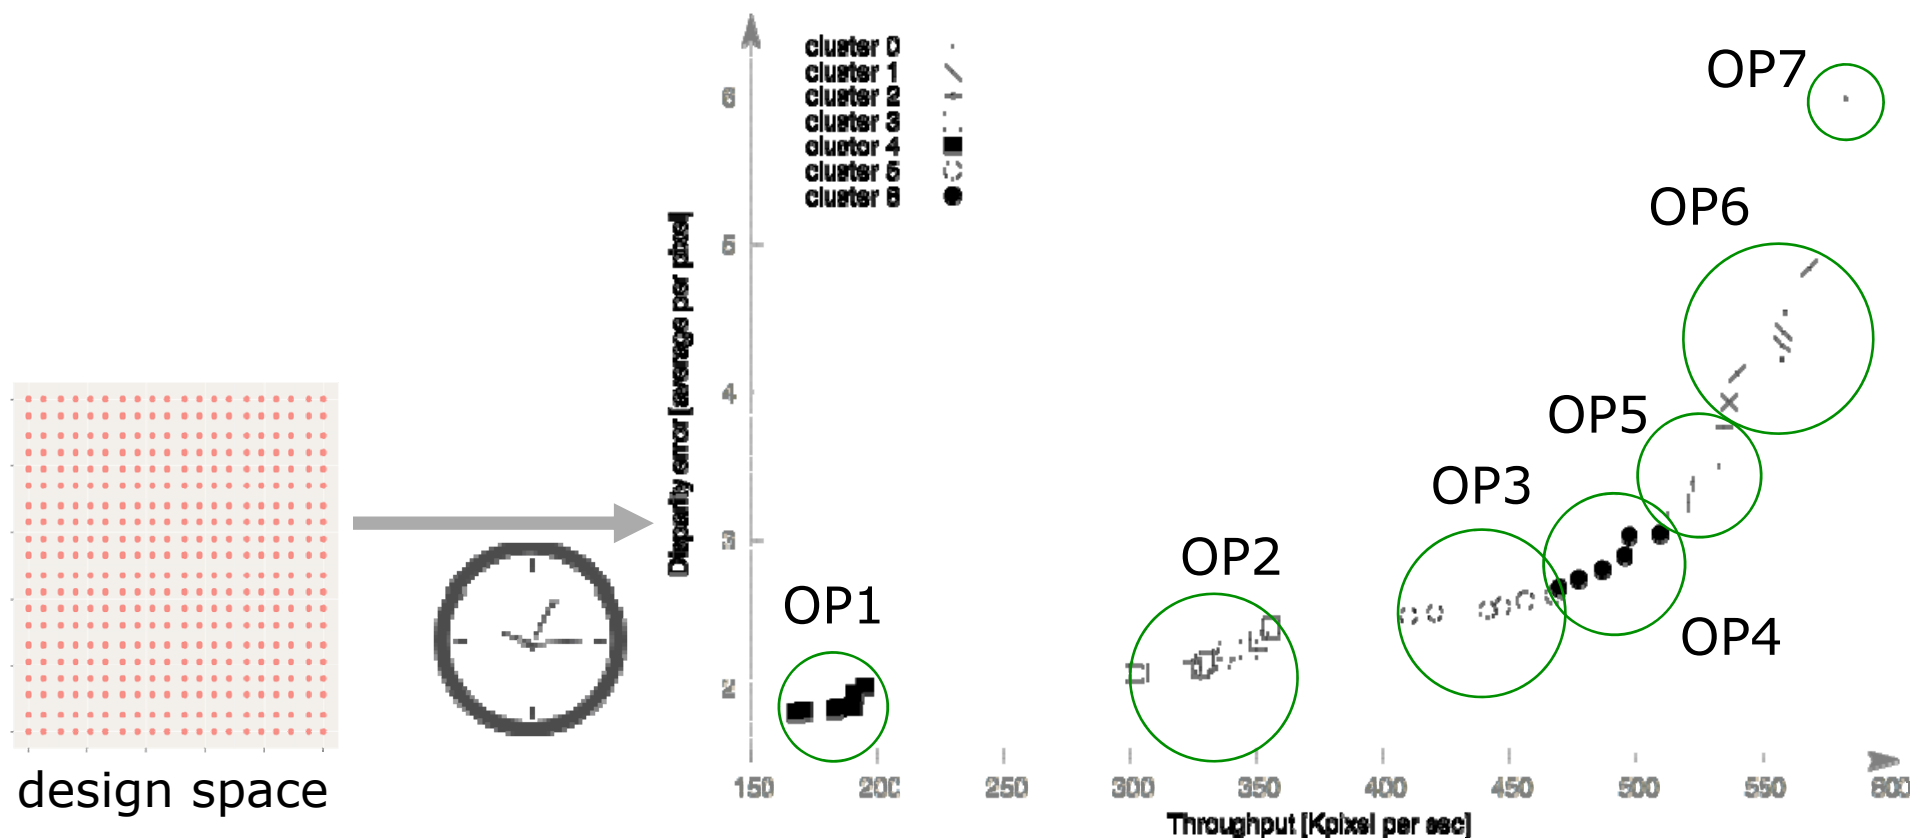 design space
Disparity error [average per pixel]
6
5
4
3
2
cluster 0
cluster 1
cluster 2
cluster 3
cluster 4
cluster 5
cluster 6
OP1
OP2
OP3
OP4
OP5
OP6
OP7
150 200 250 300 350 400 450 500 550 600
Throughput [Kpixel per sec]